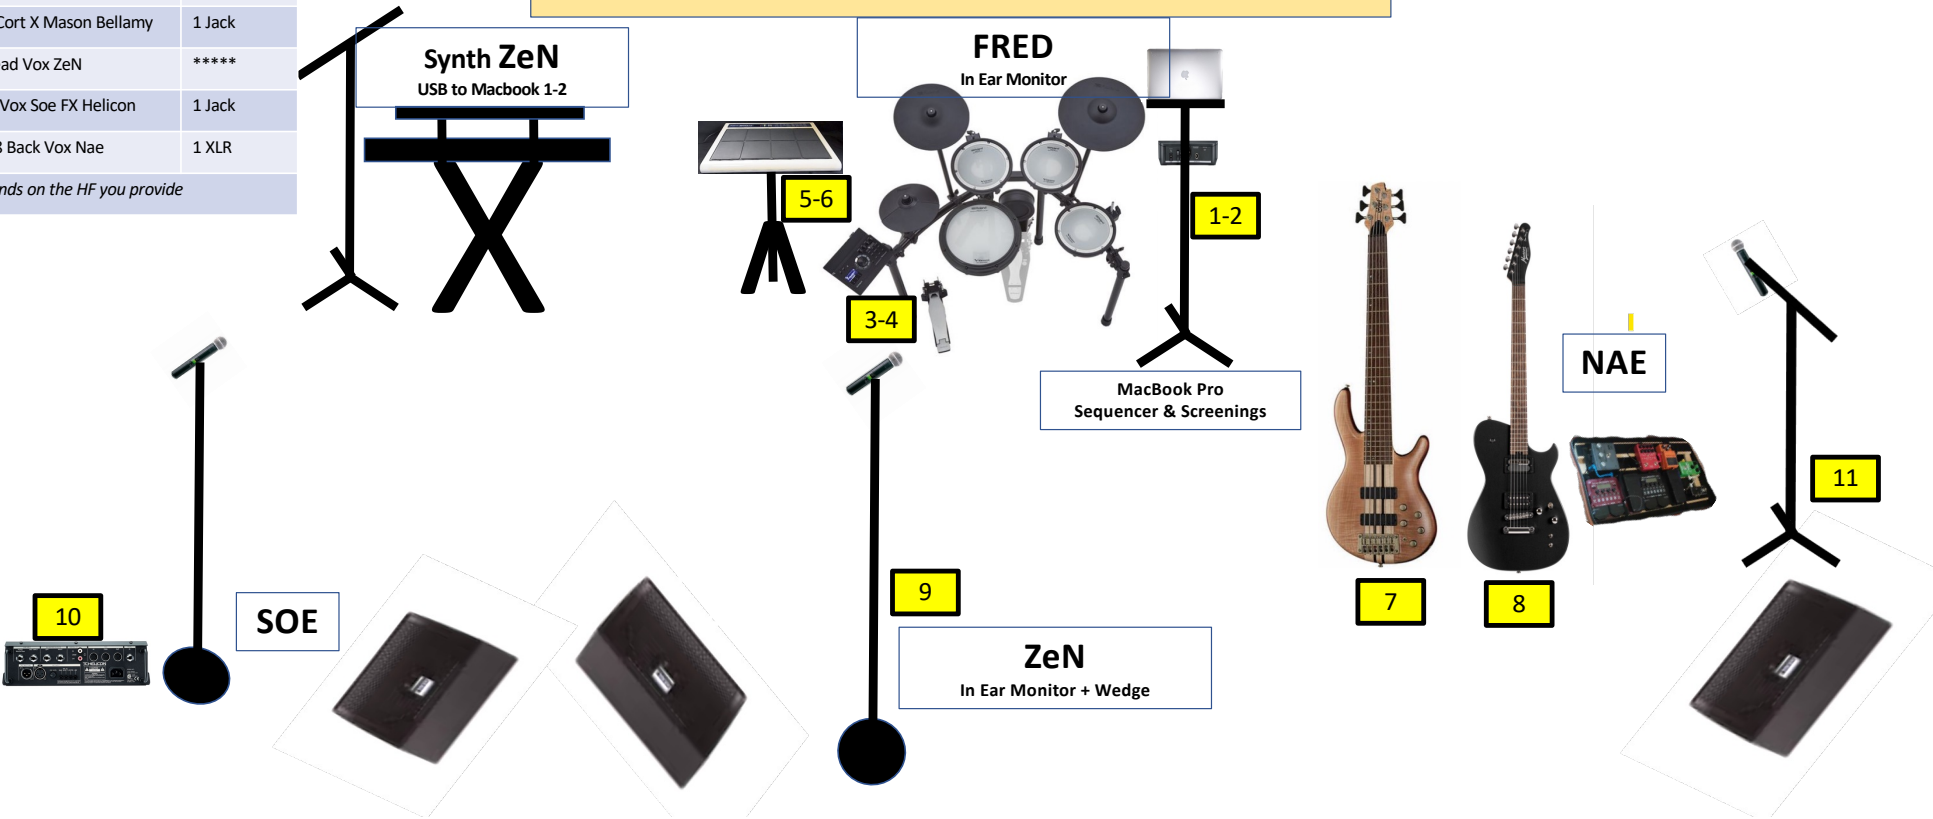 Cort X Mason Bellamy 1 Jack
ad Vox ZeN *****
Vox Soe FX Helicon 1 Jack
Back Vox Nae 1 XLR
nds on the HF you provide
Synth ZeN
USB to Macbook 1-2
FRED
In Ear Monitor
5-6
1-2
3-4
MacBook Pro
Sequencer & Screenings
NAE
11
10
SOE
9
7
8
ZeN
In Ear Monitor + Wedge